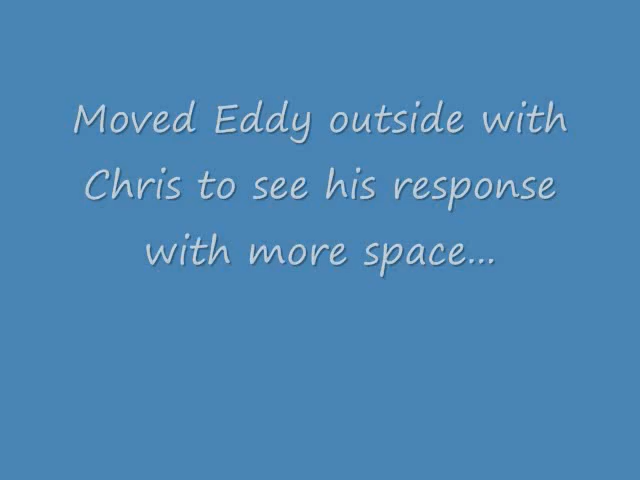 Moved Eddy outside with
Chris to see his response
with more space...